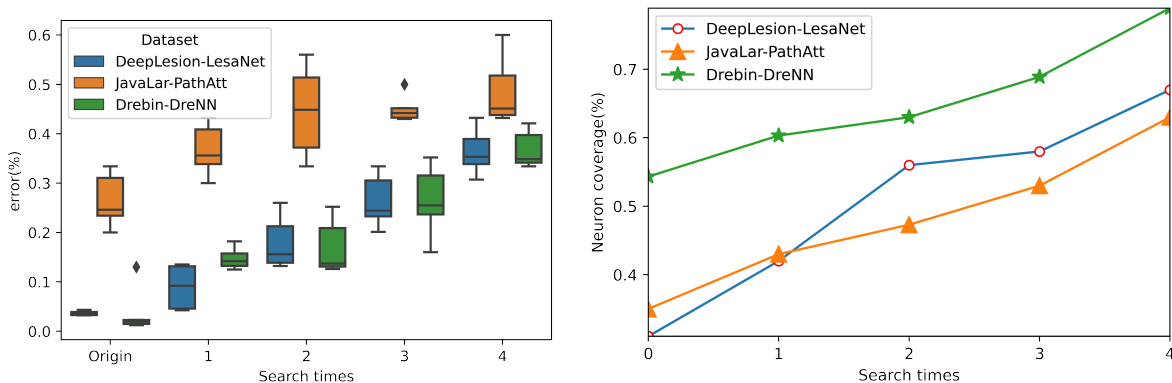 0.6
0.5
0.4
0.3
0.2
0.1
0.0
error(%)
Dataset
DeepLesion-LesaNet
JavaLar-PathAtt
Drebin-DreNN
Origin 1 2 3 4
Search times
0.7
0.6
0.5
0.4
Neuron coverage(%)
DeepLesion-LesaNet
JavaLar-PathAtt
Drebin-DreNN
0 1 2 3 4
Search times